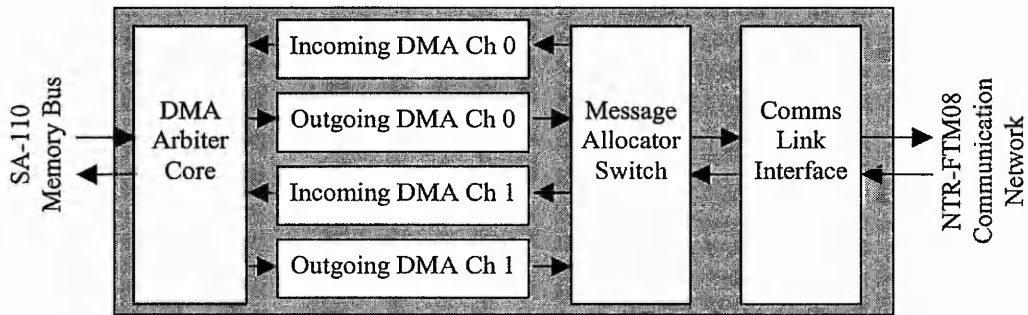 SA-110
Memory Bus
DMA
Arbiter
Core
Incoming DMA Ch 0
Outgoing DMA Ch 0
Incoming DMA Ch 1
Outgoing DMA Ch 1
Message
Allocator
Switch
Comms
Link
Interface
NTR-FTM08
Communication
Network